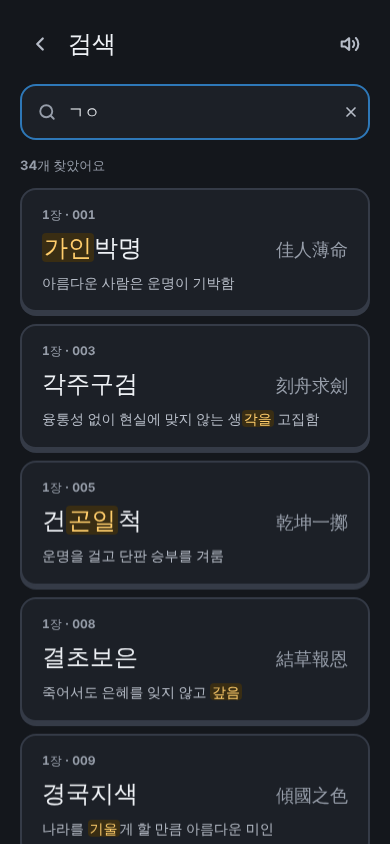 검색
ㄱㅇ
34개 찾았어요
1장 · 001
가인박명 佳人薄命
아름다운 사람은 운명이 기박함
1장 · 003
각주구검 刻舟求劍
융통성 없이 현실에 맞지 않는 생각을 고집함
1장 · 005
건곤일척 乾坤一擲
운명을 걸고 단판 승부를 겨룸
1장 · 008
결초보은 結草報恩
죽어서도 은혜를 잊지 않고 갚음
1장 · 009
경국지색 傾國之色
나라를 기울게 할 만큼 아름다운 미인